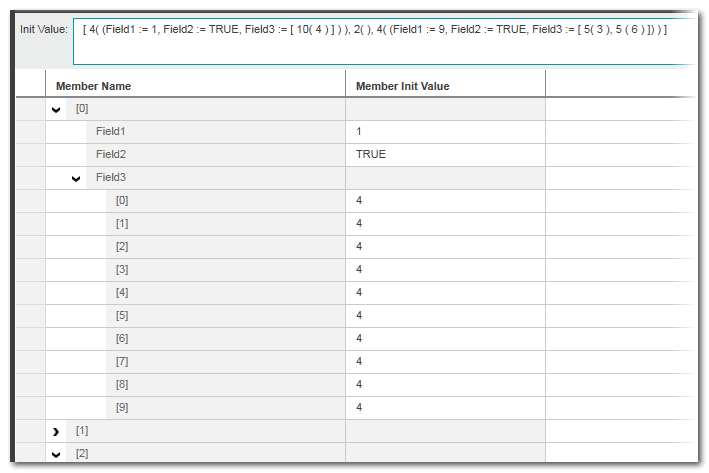 Init Value: [ 4( (Field1 := 1, Field2 := TRUE, Field3 := [ 10( 4 ) ] ) ), 2( ), 4( (Field1 := 9, Field2 := TRUE, Field3 := [ 5( 3 ), 5 ( 6 ) ]) ) ]
Member Name Member Init Value
[0]
Field1 1
Field2 TRUE
Field3
[0] 4
[1] 4
[2] 4
[3] 4
[4] 4
[5] 4
[6] 4
[7] 4
[8] 4
[9] 4
[1]
[2]